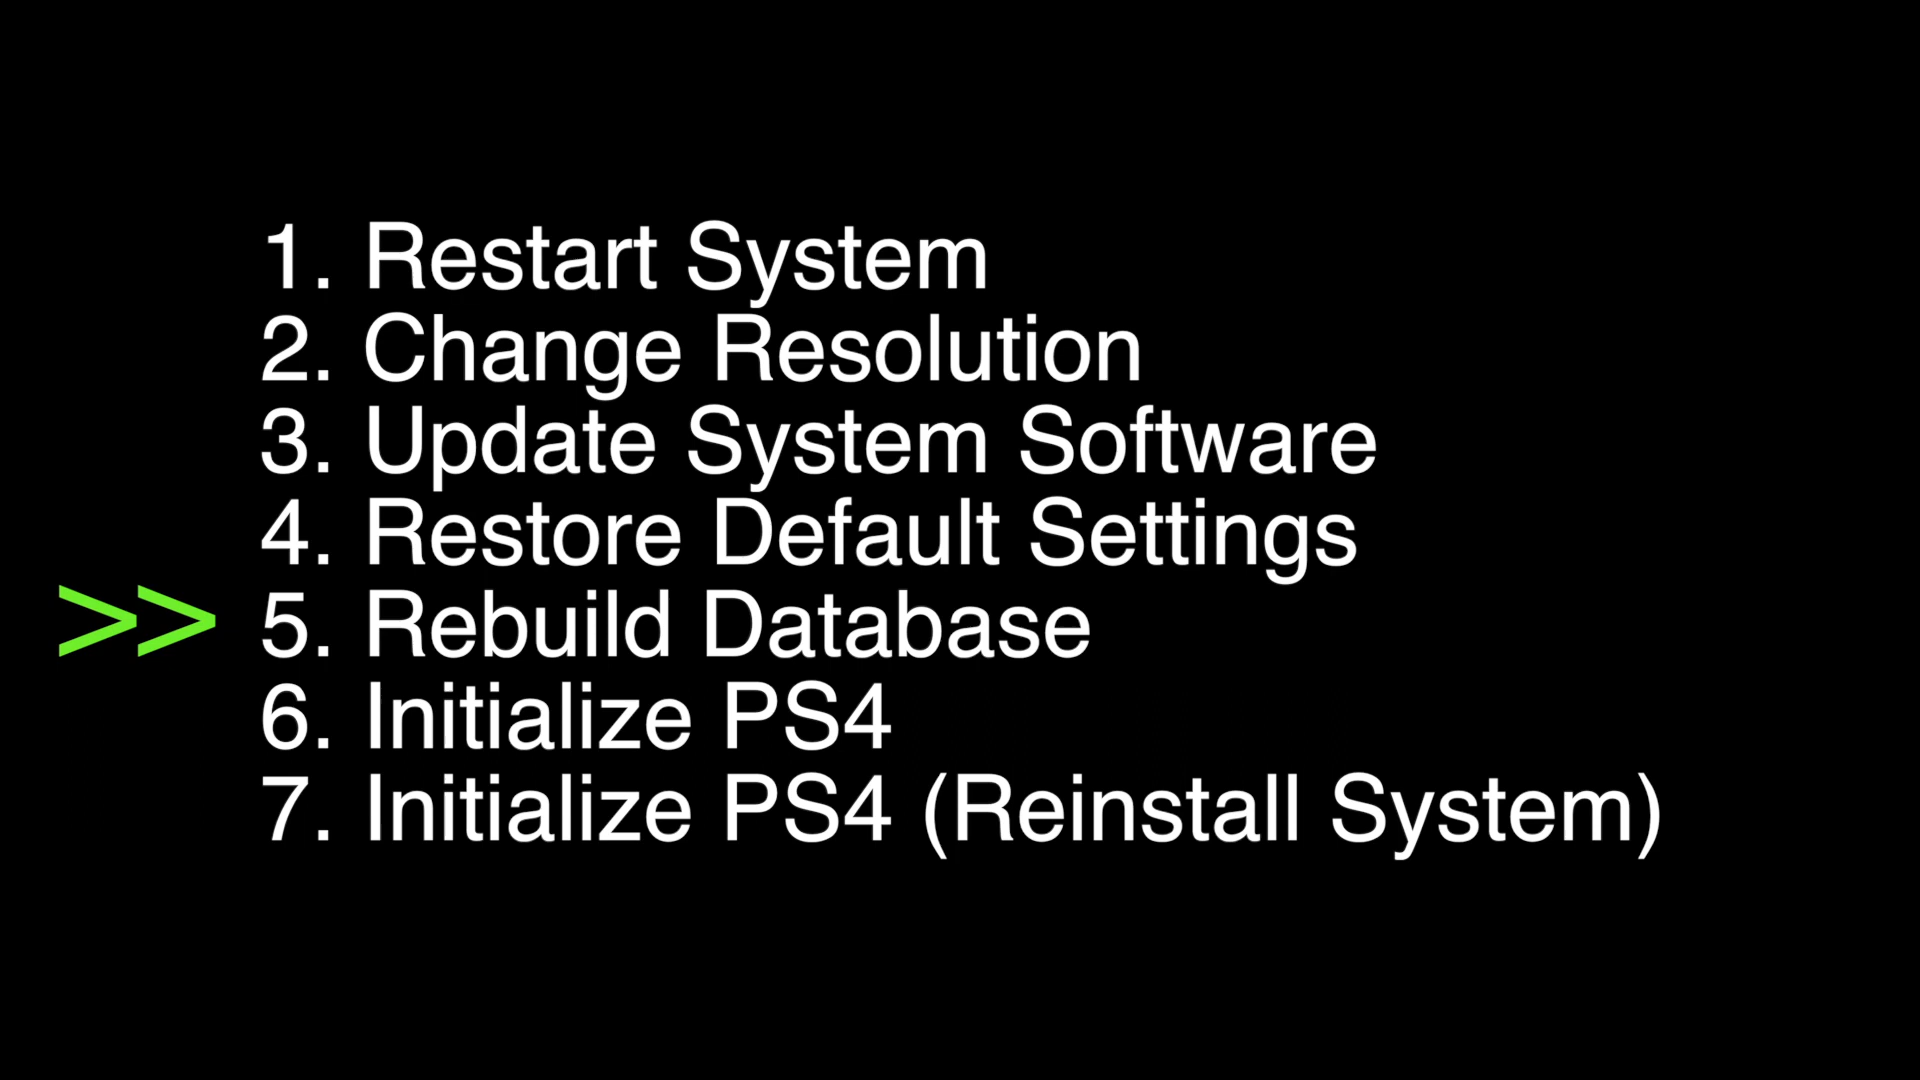 1. Restart System
2. Change Resolution
3. Update System Software
4. Restore Default Settings
>> 5. Rebuild Database
6. Initialize PS4
7. Initialize PS4 (Reinstall System)